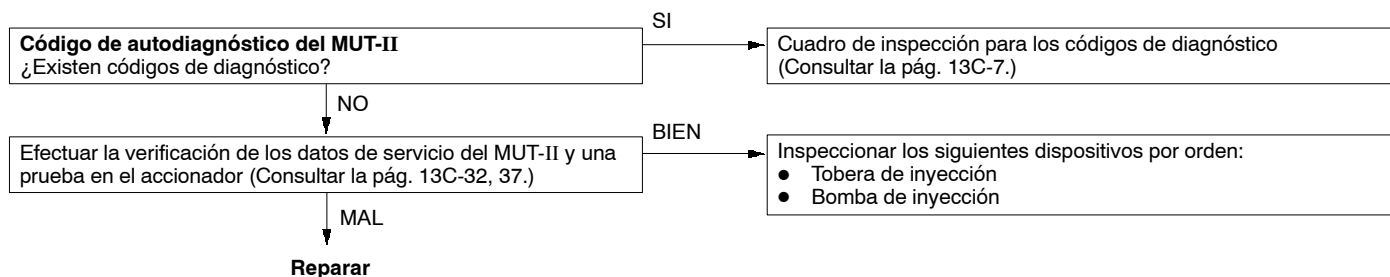 SI
Código de autodiagnóstico del MUT-II
¿Existen códigos de diagnóstico?
Cuadro de inspección para los códigos de diagnóstico
(Consultar la pág. 13C-7.)
NO
BIEN
Efectuar la verificación de los datos de servicio del MUT-II y una
prueba en el accionador (Consultar la pág. 13C-32, 37.)
Inspeccionar los siguientes dispositivos por orden:
● Tobera de inyección
● Bomba de inyección
MAL
Reparar